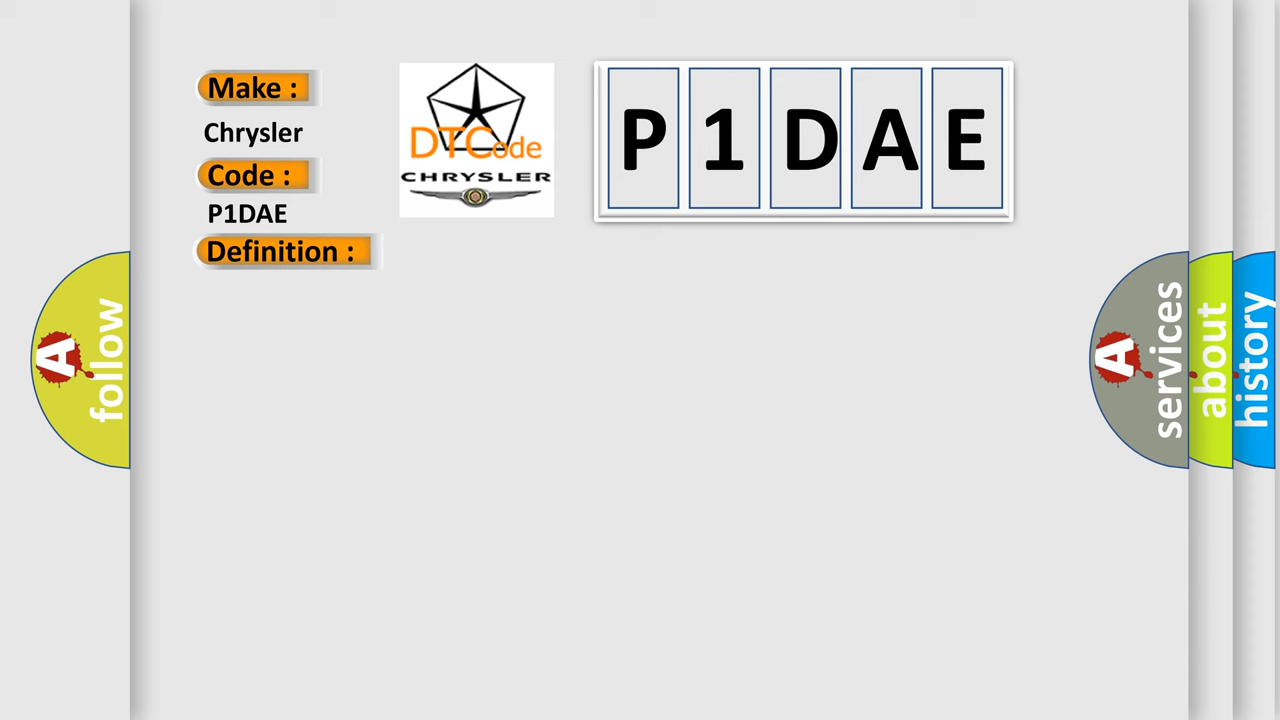 Make :
Chrysler
Code :
P1DAE
Definition :
DTCode
CHRYSLER
P 1 D A E
A follow
A services
about
history